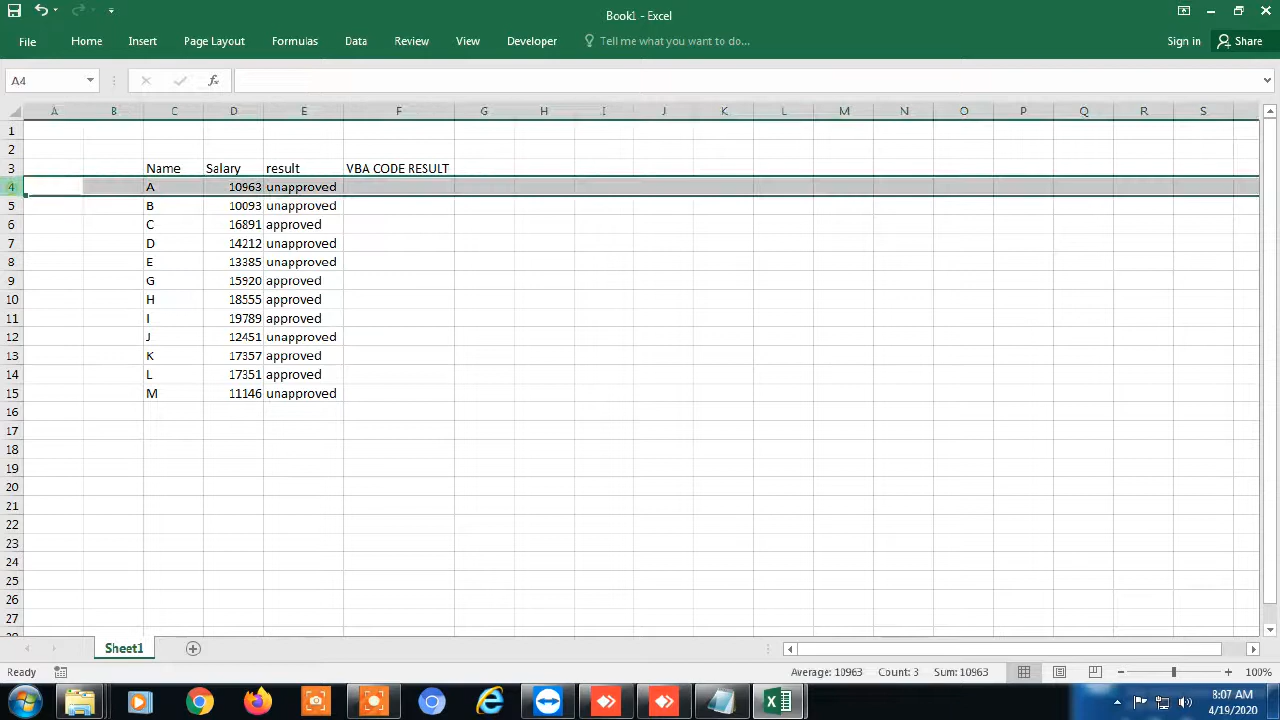 Book1 - Excel
File Home Insert Page Layout Formulas Data Review View Developer Tell me what you want to do... Sign in Share
A4 fx
A B C D E F G H I J K L M N O P Q R S
1
2
3 Name Salary result VBA CODE RESULT
4 A 10963 unapproved
5 B 10093 unapproved
6 C 16891 approved
7 D 14212 unapproved
8 E 13385 unapproved
9 G 15920 approved
10 H 18555 approved
11 I 19789 approved
12 J 12451 unapproved
13 K 17357 approved
14 L 17351 approved
15 M 11146 unapproved
16
17
18
19
20
21
22
23
24
25
26
27
Sheet1
Ready Average: 10963 Count: 3 Sum: 10963 100%
8:07 AM
4/19/2020